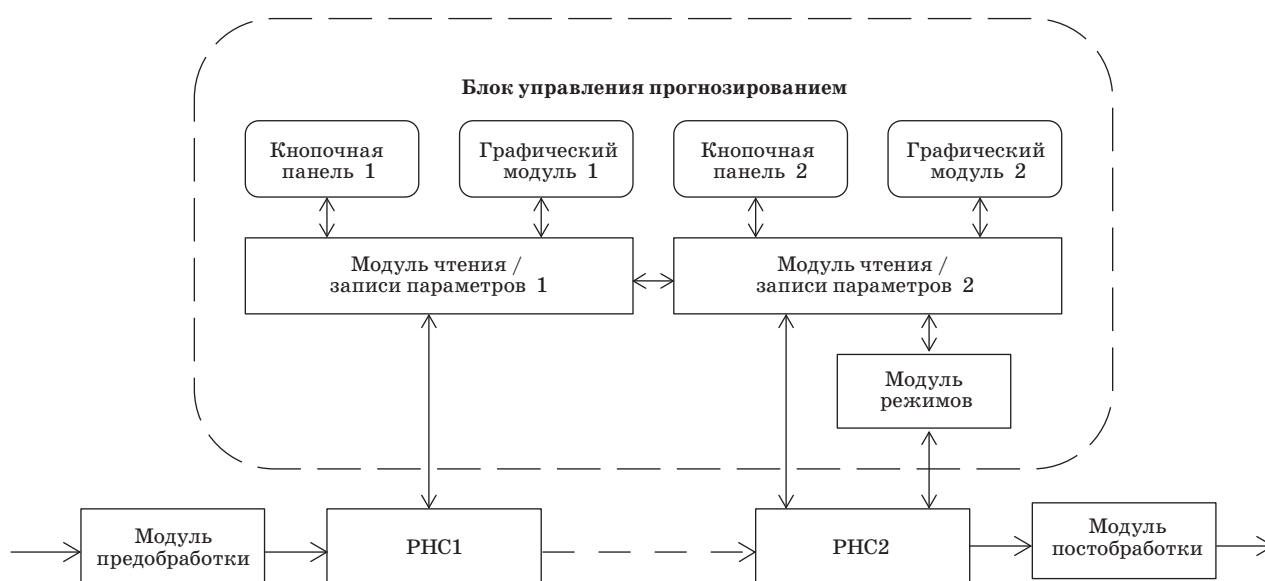 Блок управления прогнозированием
Кнопочная
панель 1
Графический
модуль 1
Кнопочная
панель 2
Графический
модуль 2
Модуль чтения /
записи параметров 1
Модуль чтения /
записи параметров 2
Модуль
режимов
Модуль
предобработки
РНС1
РНС2
Модуль
постобработки